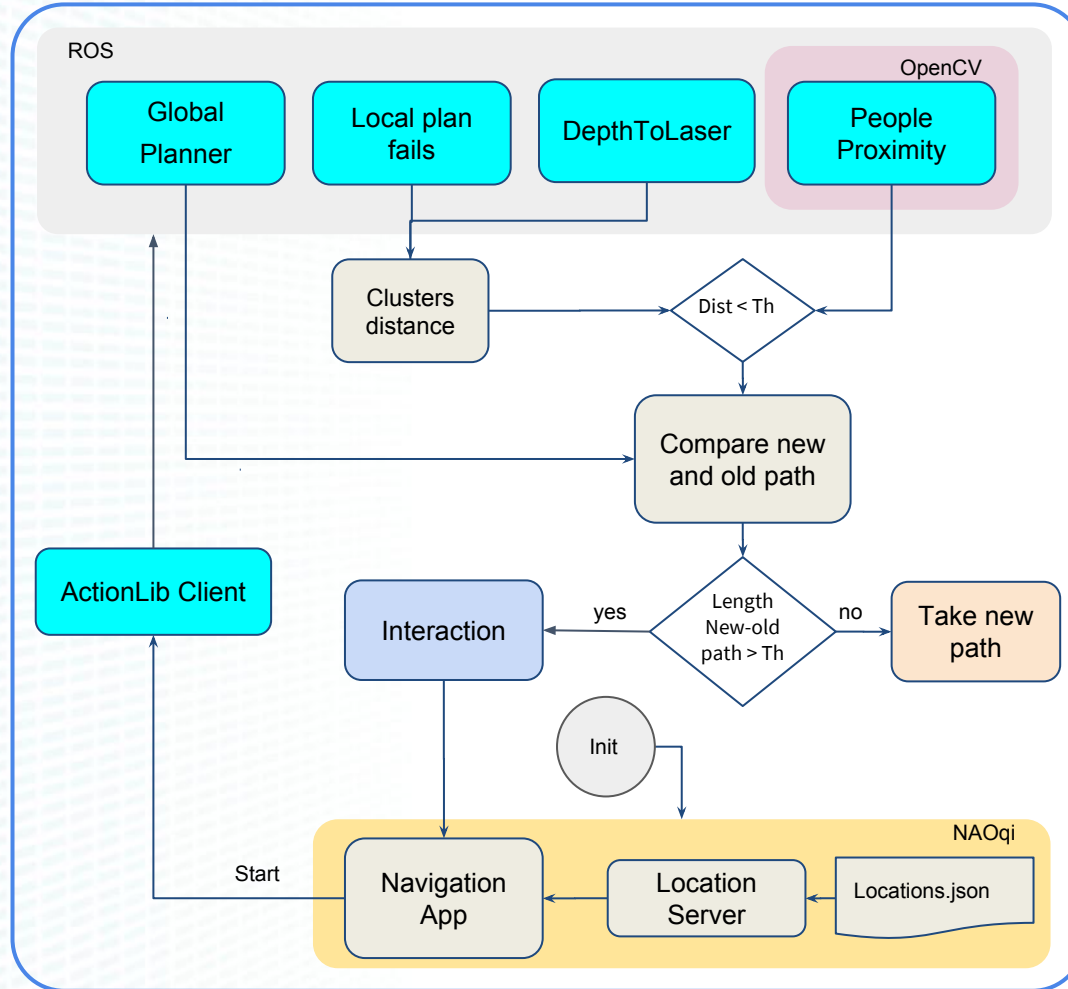 ROS
OpenCV
Global
Planner
Local plan
fails
DepthToLaser
People
Proximity
Clusters
distance
Dist < Th
Compare new
and old path
ActionLib Client
Interaction
yes
Length
New-old
path > Th
no
Take new
path
Init
NAOqi
Start
Navigation
App
Location
Server
Locations.json